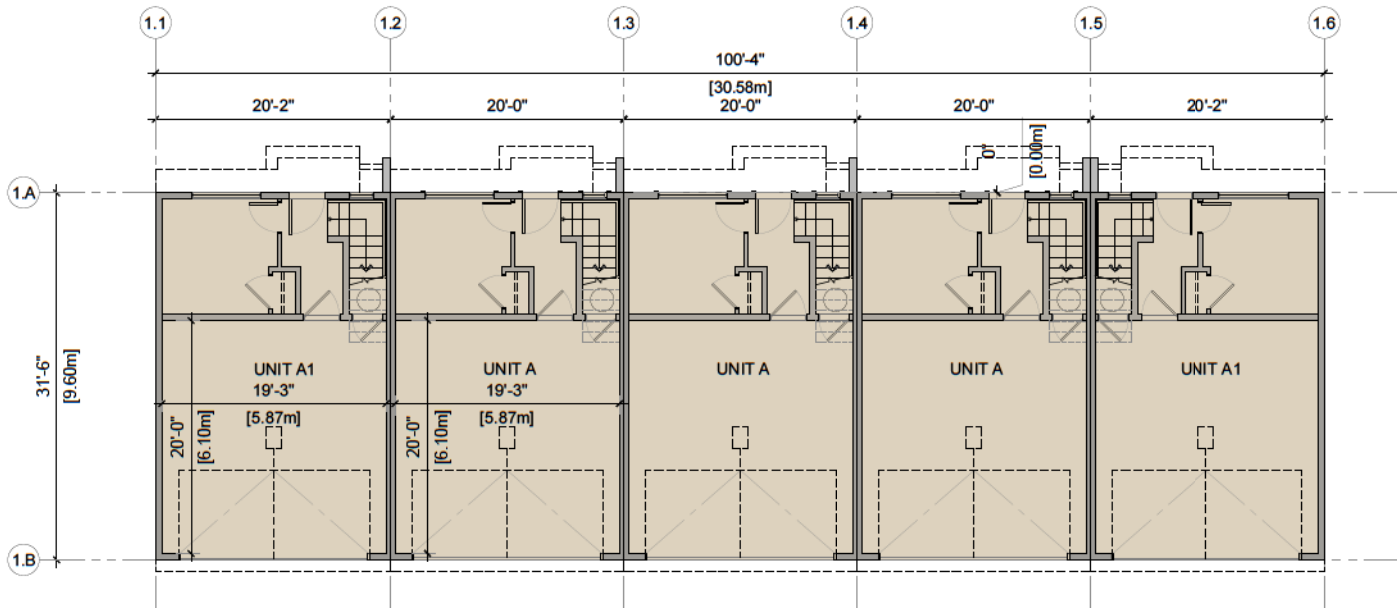 1.1 1.2 1.3 1.4 1.5 1.6
100'-4"
[30.58m]
20'-2" 20'-0" 20'-0" 20'-0" 20'-2"
0"
[0.00m]
1.A
31'-6"
[9.60m]
UNIT A1 UNIT A UNIT A UNIT A UNIT A1
19'-3" 19'-3"
[5.87m] [5.87m]
20'-0"
[6.10m]
20'-0"
[6.10m]
1.B